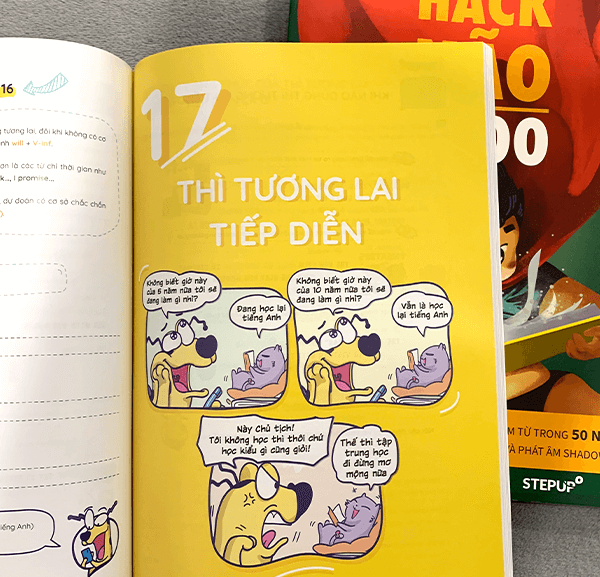 16
tương lai, đôi khi không có cơ
will + V-inf.
là các từ chỉ thời gian như
I promise...
dự đoán có cơ sở chắc chắn
17
THÌ TƯƠNG LAI
TIẾP DIỄN
Không biết giờ này
của 5 năm nữa tôi sẽ
đang làm gì nhỉ?
Đang học lại
tiếng Anh
Không biết giờ này
của 10 năm nữa tôi sẽ
đang làm gì nhỉ?
Vẫn là học
lại tiếng Anh
Này Chủ tịch!
Tôi không học thì thôi chứ
học kiểu gì cũng giỏi!
Thế thì tập
trung học
đi đừng mơ
mộng nữa
tiếng Anh)
HACK
NÃO
TỪ TRONG 50 N
VÀ PHÁT ÂM SHADOW
STEPUP